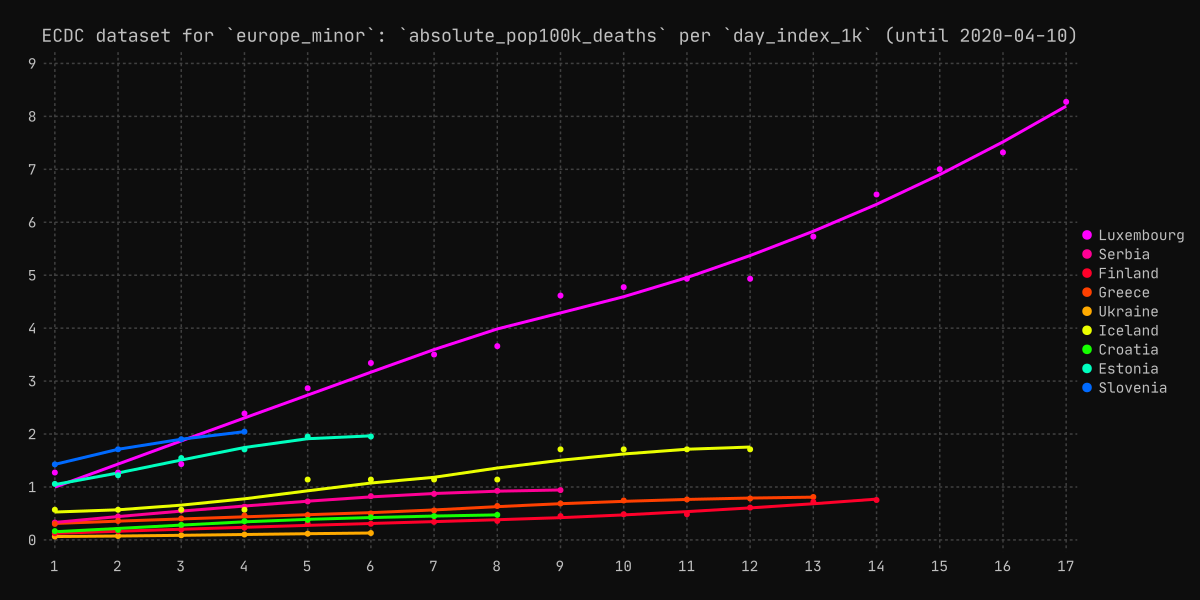 ECDC dataset for `europe_minor`: `absolute_pop100k_deaths` per `day_index_1k` (until 2020-04-10)
9
8
7
6
5
4
3
2
1
0
1 2 3 4 5 6 7 8 9 10 11 12 13 14 15 16 17
Luxembourg
Serbia
Finland
Greece
Ukraine
Iceland
Croatia
Estonia
Slovenia